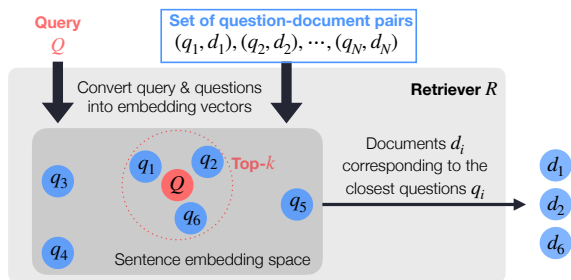 Query
Q
Set of question-document pairs
(q₁, d₁), (q₂, d₂), ⋯, (q_N, d_N)
Convert query & questions
into embedding vectors
Retriever R
q₁
q₂
Top-k
q₃
Q
q₅
q₆
q₄
Sentence embedding space
Documents dᵢ
corresponding to the
closest questions qᵢ
d₁
d₂
d₆